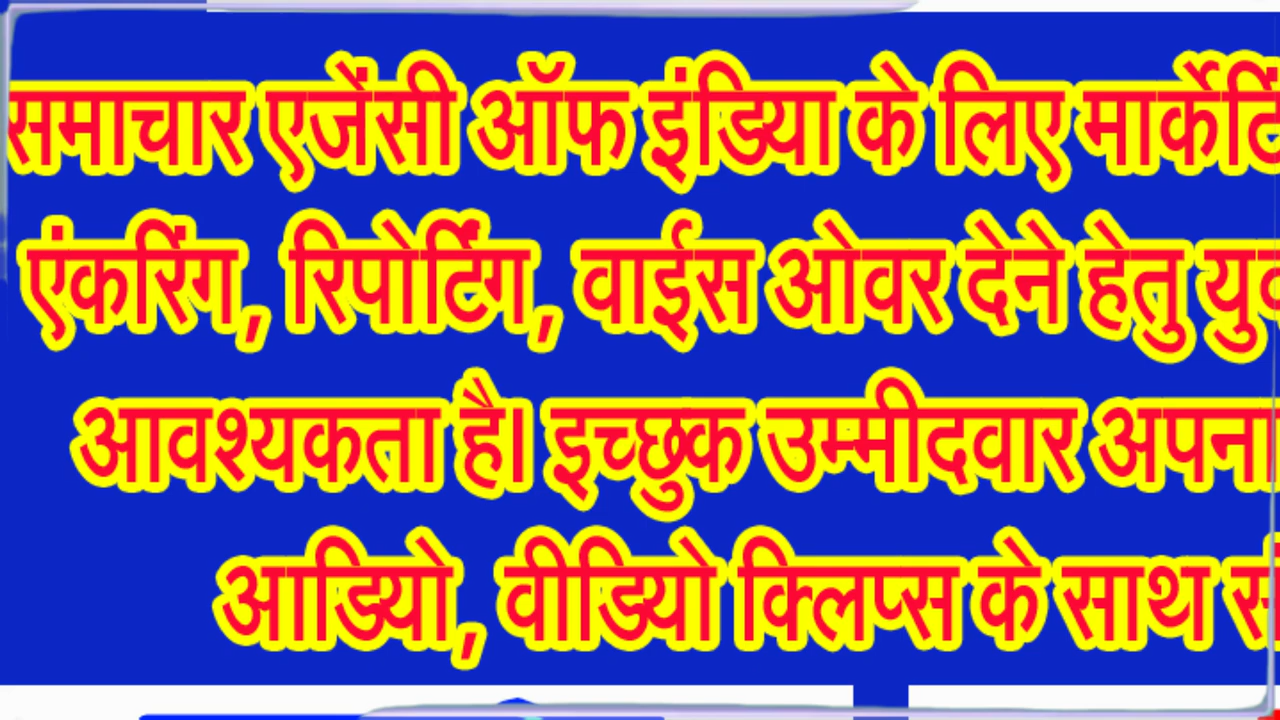 समाचार एजेंसी ऑफ इंडिया के लिए
एंकरिंग, रिपोर्टिंग, वाईस ओवर देने हेतु
आवश्यकता है। इच्छुक उम्मीदवार अपना
आडियो, वीडियो क्लिप्स के साथ